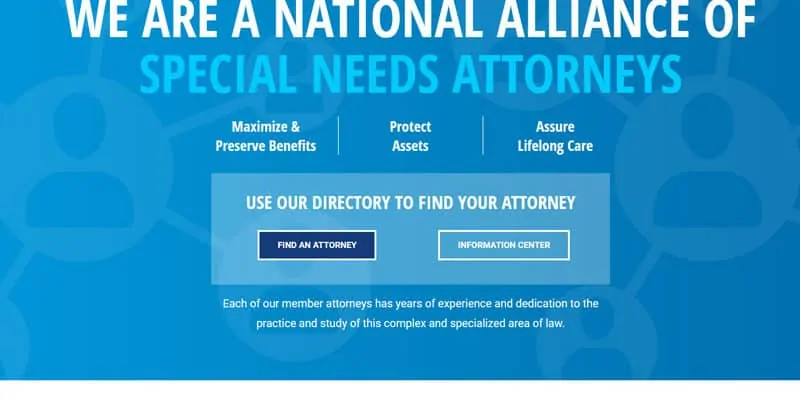 WE ARE A NATIONAL ALLIANCE OF
SPECIAL NEEDS ATTORNEYS
Maximize &
Preserve Benefits
Protect
Assets
Assure
Lifelong Care
USE OUR DIRECTORY TO FIND YOUR ATTORNEY
FIND AN ATTORNEY
INFORMATION CENTER
Each of our member attorneys has years of experience and dedication to the
practice and study of this complex and specialized area of law.